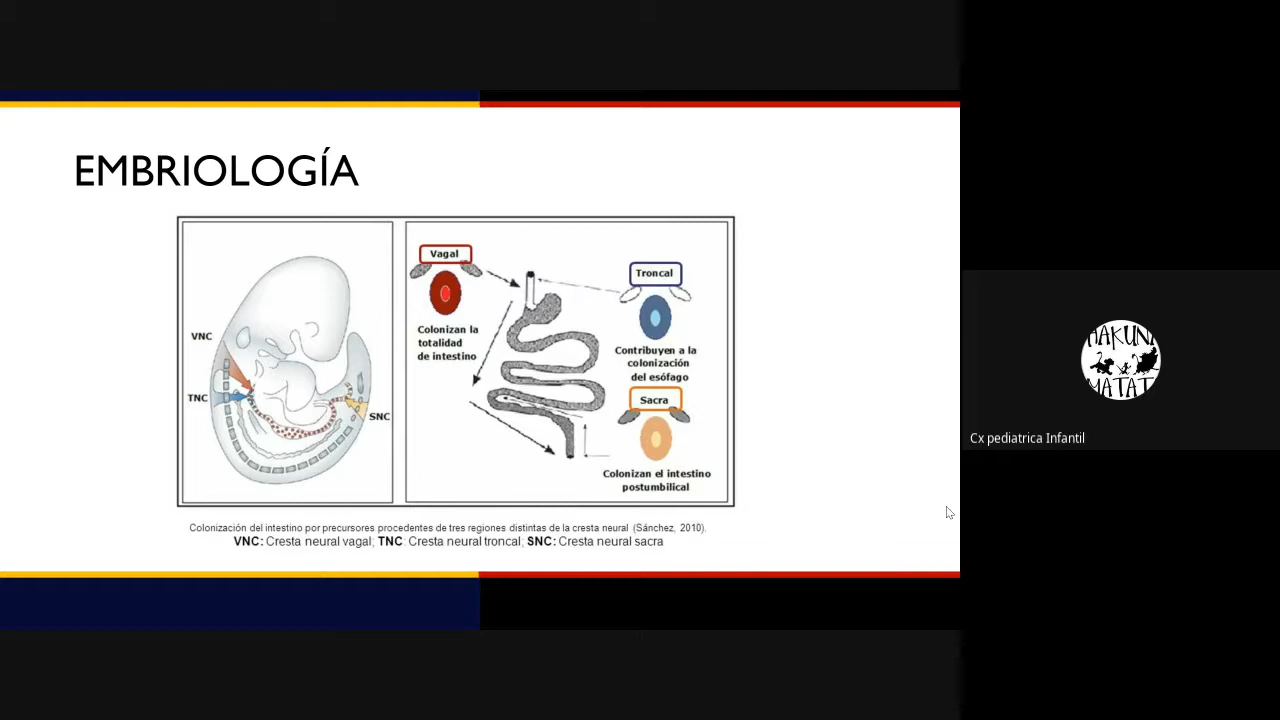 EMBRIOLOGÍA
VNC
TNC
SNC
Vagal
Colonizan la
totalidad
de intestino
Troncal
Contribuyen a la
colonización
del esófago
Sacra
Colonizan el intestino
postumbilical
Colonización del intestino por precursores procedentes de tres regiones distintas de la cresta neural (Sánchez, 2010).
VNC: Cresta neural vagal; TNC: Cresta neural troncal; SNC: Cresta neural sacra
HAKUNA
MATAT
Cx pediatrica Infantil